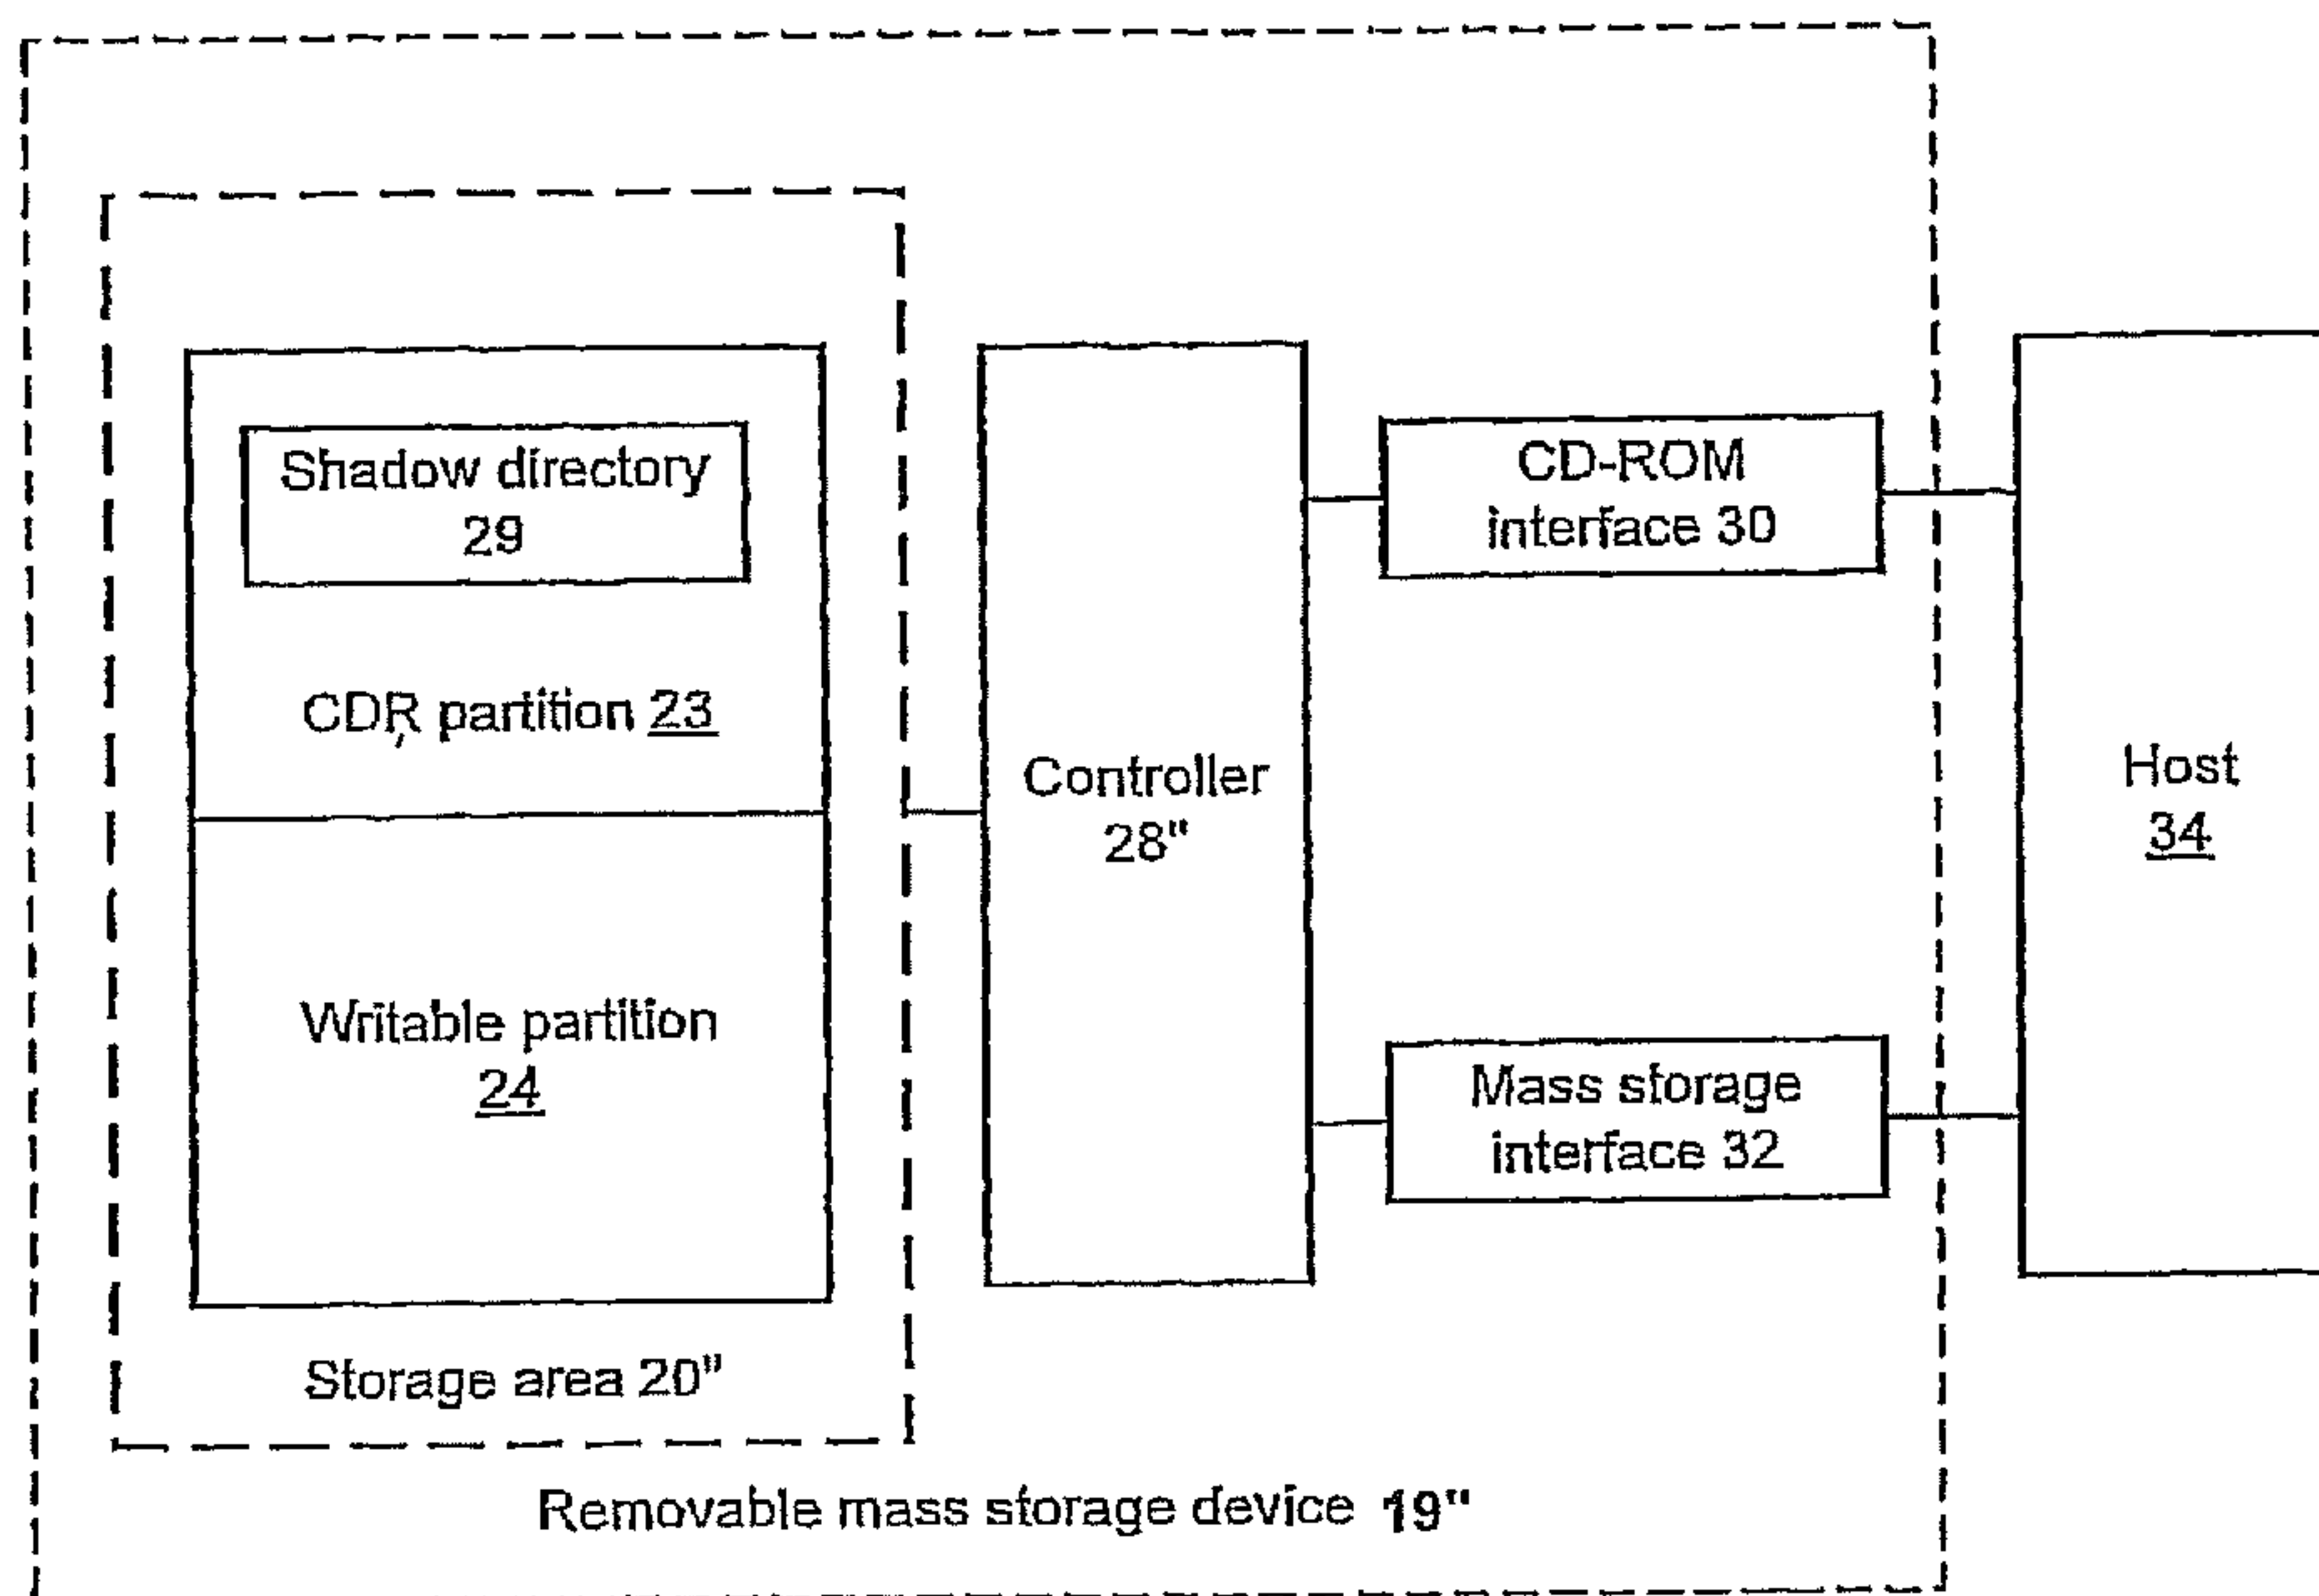 Shadow directory
29
CDR partition 23
Writable partition
24
Storage area 20"
Controller
28"
CD-ROM
interface 30
Mass storage
interface 32
Host
34
Removable mass storage device 19"